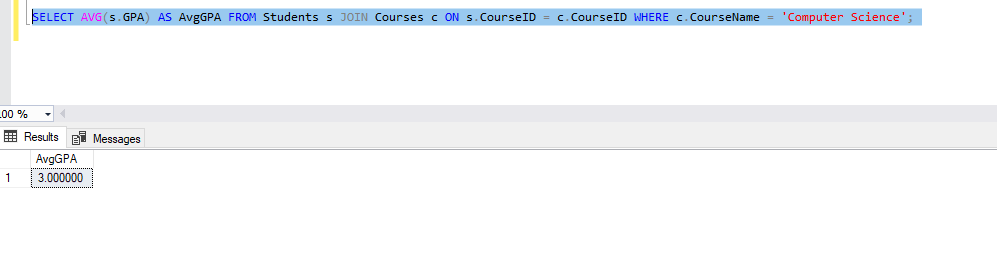 SELECT AVG(s.GPA) AS AvgGPA FROM Students s JOIN Courses c ON s.CourseID = c.CourseID WHERE c.CourseName = 'Computer Science';
.00 %
Results Messages
AvgGPA
1 3.000000